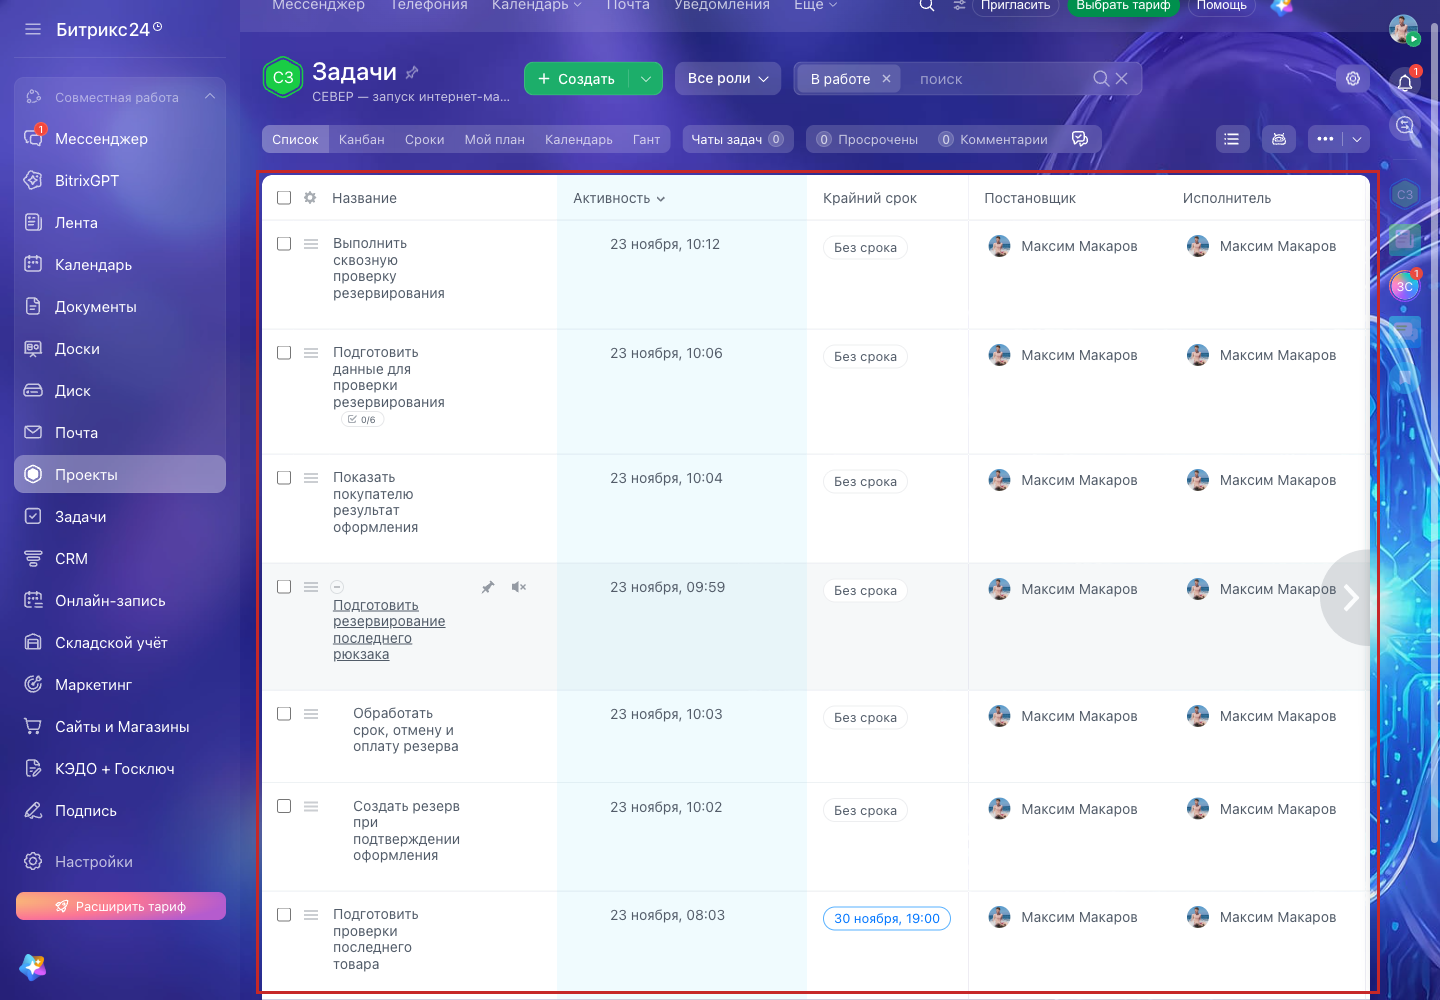 Мессенджер Телефония Календарь Почта Уведомления Ещё Пригласить Выбрать тариф Помощь
Битрикс24
Совместная работа
Мессенджер 1
BitrixGPT
Лента
Календарь
Документы
Доски
Диск
Почта
Проекты
Задачи
CRM
Онлайн-запись
Складской учёт
Маркетинг
Сайты и Магазины
КЭДО + Госключ
Подпись
Настройки
Расширить тариф
СЗ Задачи
СЕВЕР — запуск интернет-ма...
+ Создать Все роли В работе × поиск
Список Канбан Сроки Мой план Календарь Гант Чаты задач 0 0 Просрочены 0 Комментарии
Название Активность Крайний срок Постановщик Исполнитель
Выполнить
сквозную
проверку
резервирования
23 ноября, 10:12 Без срока Максим Макаров Максим Макаров
Подготовить
данные для
проверки
резервирования
0/6
23 ноября, 10:06 Без срока Максим Макаров Максим Макаров
Показать
покупателю
результат
оформления
23 ноября, 10:04 Без срока Максим Макаров Максим Макаров
Подготовить
резервирование
последнего
рюкзака
23 ноября, 09:59 Без срока Максим Макаров Максим Макаров
Обработать
срок, отмену и
оплату резерва
23 ноября, 10:03 Без срока Максим Макаров Максим Макаров
Создать резерв
при
подтверждении
оформления
23 ноября, 10:02 Без срока Максим Макаров Максим Макаров
Подготовить
проверки
последнего
товара
23 ноября, 08:03 30 ноября, 19:00 Максим Макаров Максим Макаров
1
СЗ
ЗС 1